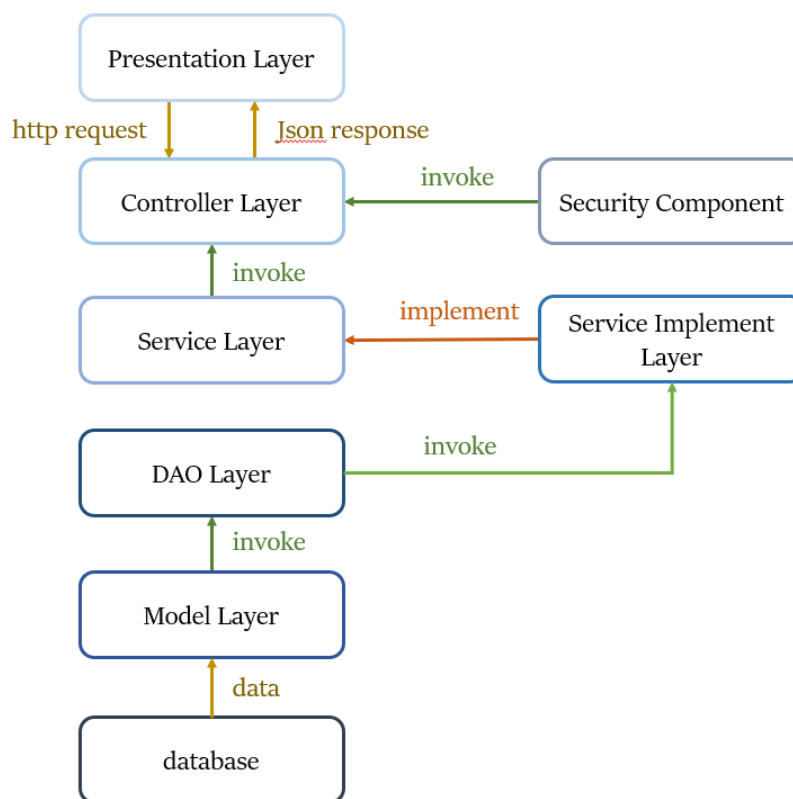 Presentation Layer
http request
Json response
Controller Layer
invoke
Security Component
invoke
Service Layer
implement
Service Implement
Layer
DAO Layer
invoke
invoke
Model Layer
data
database